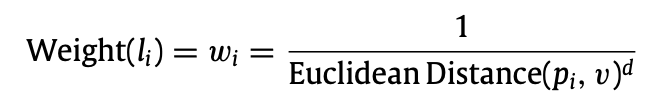 Weight(lᵢ) = wᵢ = 1 / Euclidean Distance(pᵢ, v)ᵈ